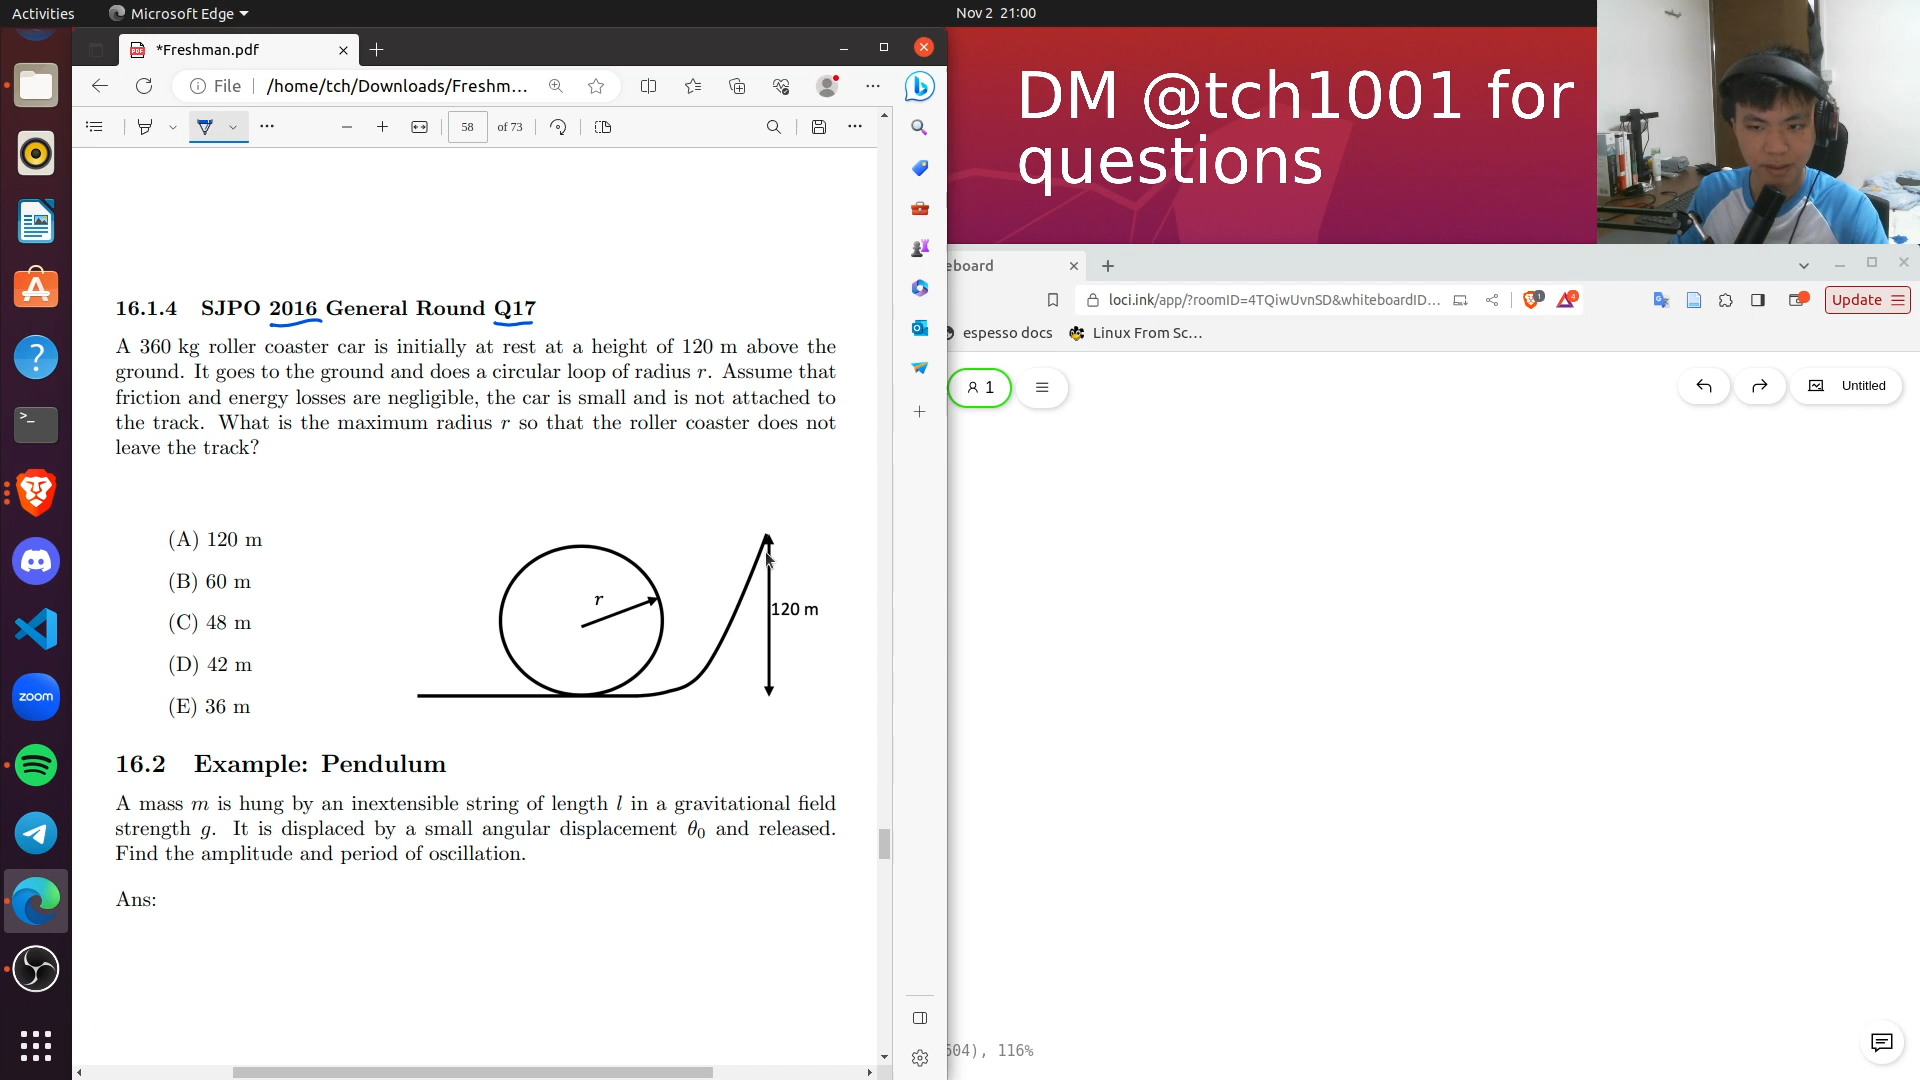 Activities
Microsoft Edge
Nov 2 21:00
*Freshman.pdf
File
/home/tch/Downloads/Freshm...
58
of 73
16.1.4 SJPO 2016 General Round Q17
A 360 kg roller coaster car is initially at rest at a height of 120 m above the
ground. It goes to the ground and does a circular loop of radius r. Assume that
friction and energy losses are negligible, the car is small and is not attached to
the track. What is the maximum radius r so that the roller coaster does not
leave the track?
(A) 120 m
(B) 60 m
(C) 48 m
(D) 42 m
(E) 36 m
r
120 m
16.2 Example: Pendulum
A mass m is hung by an inextensible string of length l in a gravitational field
strength g. It is displaced by a small angular displacement θ0 and released.
Find the amplitude and period of oscillation.
Ans:
zoom
DM @tch1001 for
questions
eboard
loci.ink/app/?roomID=4TQiwUvnSD&whiteboardID...
1
4
Update
espesso docs
Linux From Sc...
1
Untitled
604), 116%